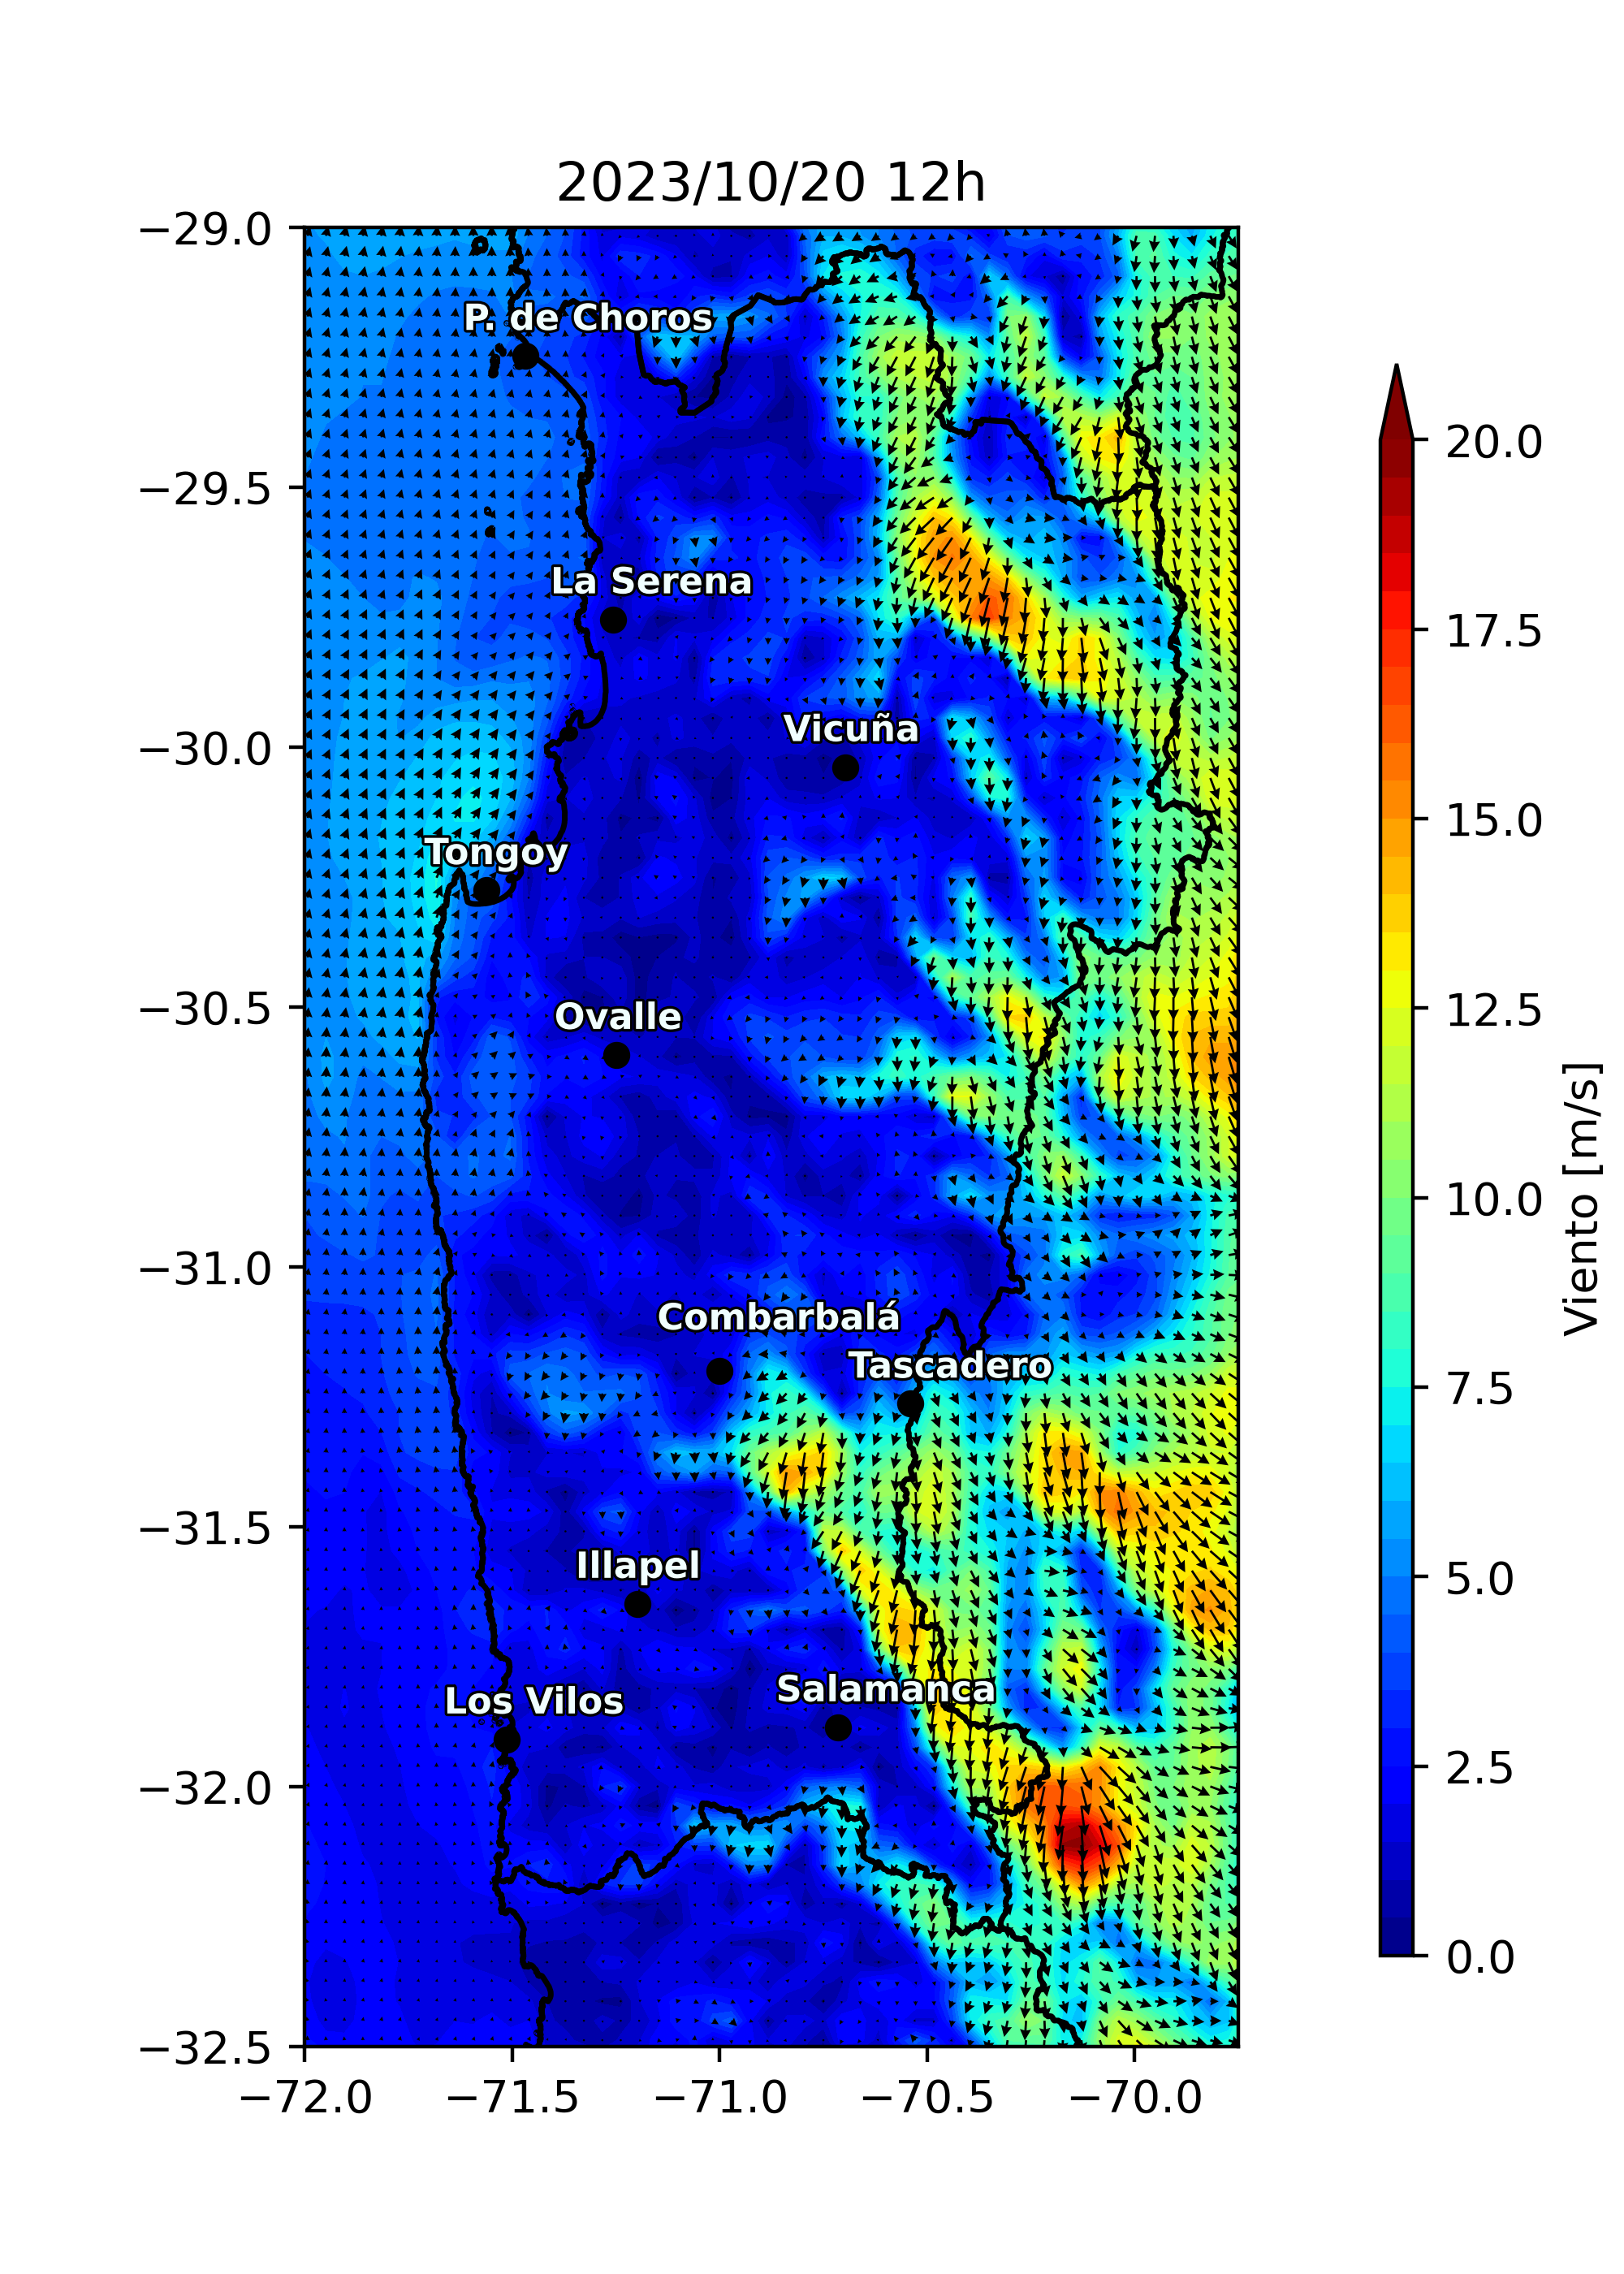 2023/10/20 12h
−29.0
−29.5
−30.0
−30.5
−31.0
−31.5
−32.0
−32.5
−72.0
−71.5
−71.0
−70.5
−70.0
P. de Choros
La Serena
Vicuña
Tongoy
Ovalle
Combarbalá
Tascadero
Illapel
Salamanca
Los Vilos
20.0
17.5
15.0
12.5
10.0
7.5
5.0
2.5
0.0
Viento [m/s]